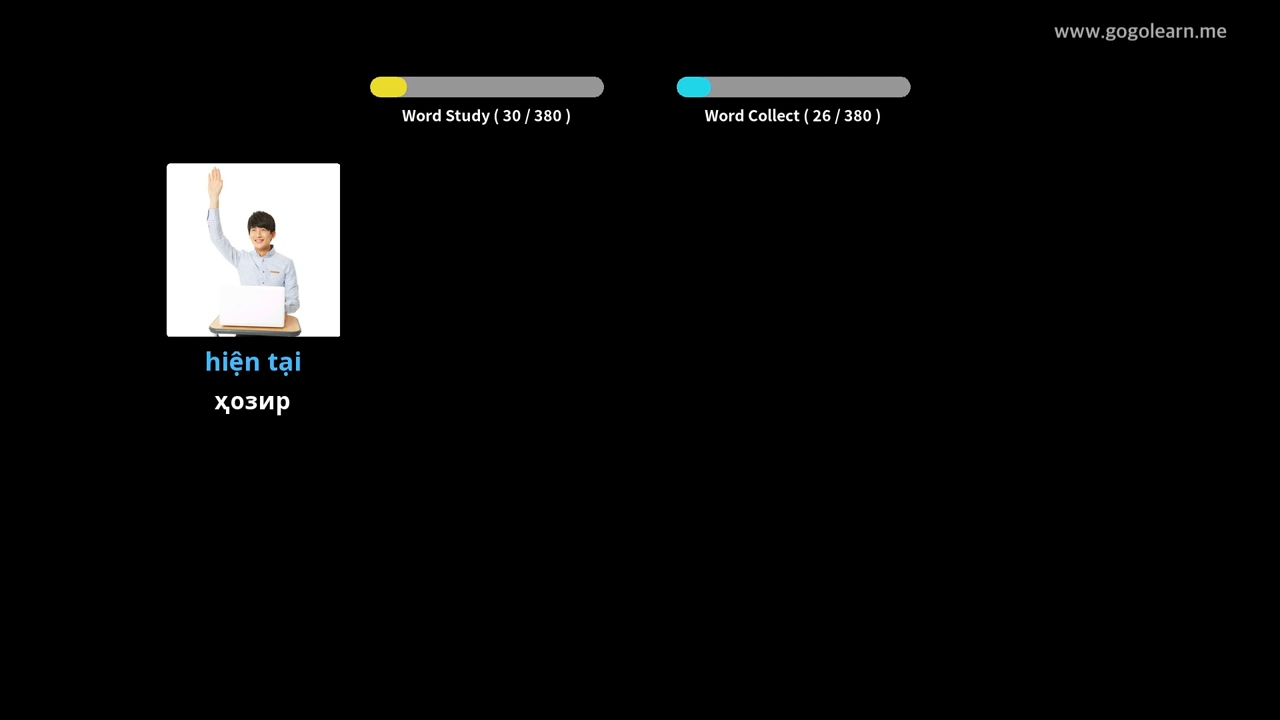 www.gogolearn.me
Word Study ( 30 / 380 )
Word Collect ( 26 / 380 )
hiện tại
ҳозир